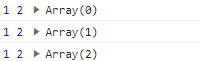 1 2 ▶ Array(0)
1 2 ▶ Array(1)
1 2 ▶ Array(2)